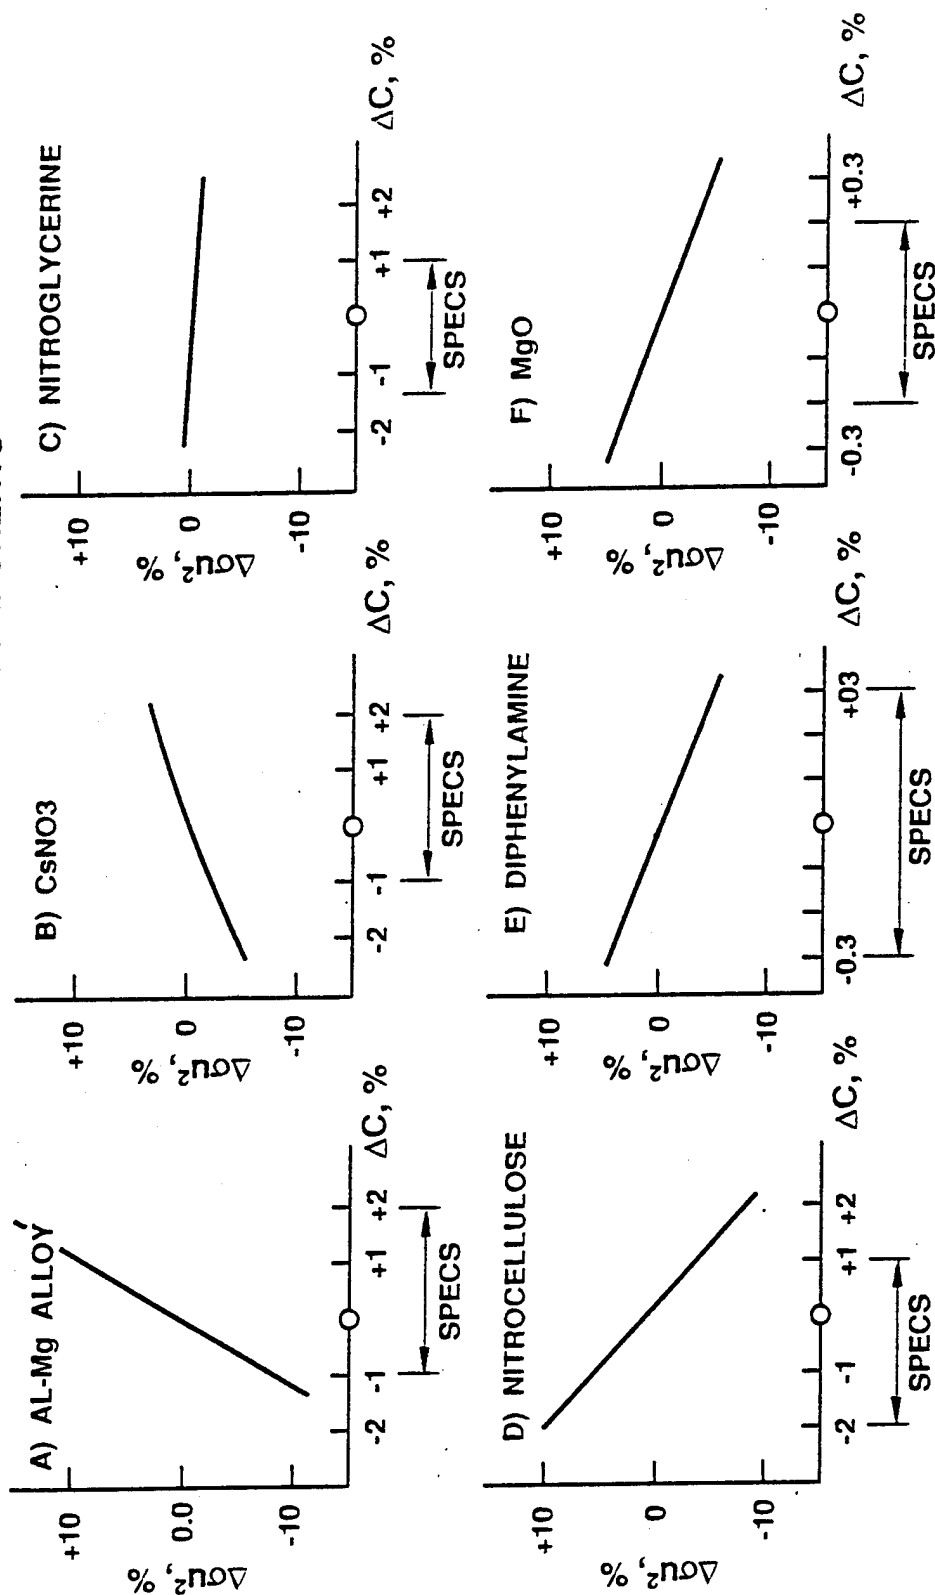 A) AL-Mg ALLOY
+10
0.0
-10
Δσu², %
-2
-1
+1
+2
ΔC, %
SPECS
B) CsNO3
+10
0
-10
Δσu², %
-2
-1
+1
+2
ΔC, %
SPECS
C) NITROGLYCERINE
+10
0
-10
Δσu², %
-2
-1
+1
+2
ΔC, %
SPECS
D) NITROCELLULOSE
+10
0
-10
Δσu², %
-2
-1
+1
+2
ΔC, %
SPECS
E) DIPHENYLAMINE
+10
0
-10
Δσu², %
-0.3
+03
ΔC, %
SPECS
F) MgO
+10
0
-10
Δσu², %
-0.3
+0.3
ΔC, %
SPECS